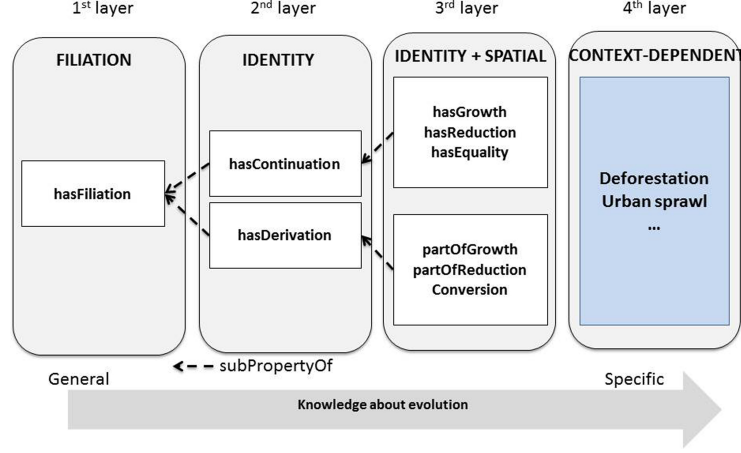 1st layer
2nd layer
3rd layer
4th layer
FILIATION
IDENTITY
IDENTITY + SPATIAL
CONTEXT-DEPENDENT
hasFiliation
hasContinuation
hasDerivation
hasGrowth
hasReduction
hasEquality
partOfGrowth
partOfReduction
Conversion
Deforestation
Urban sprawl
...
subPropertyOf
General
Specific
Knowledge about evolution